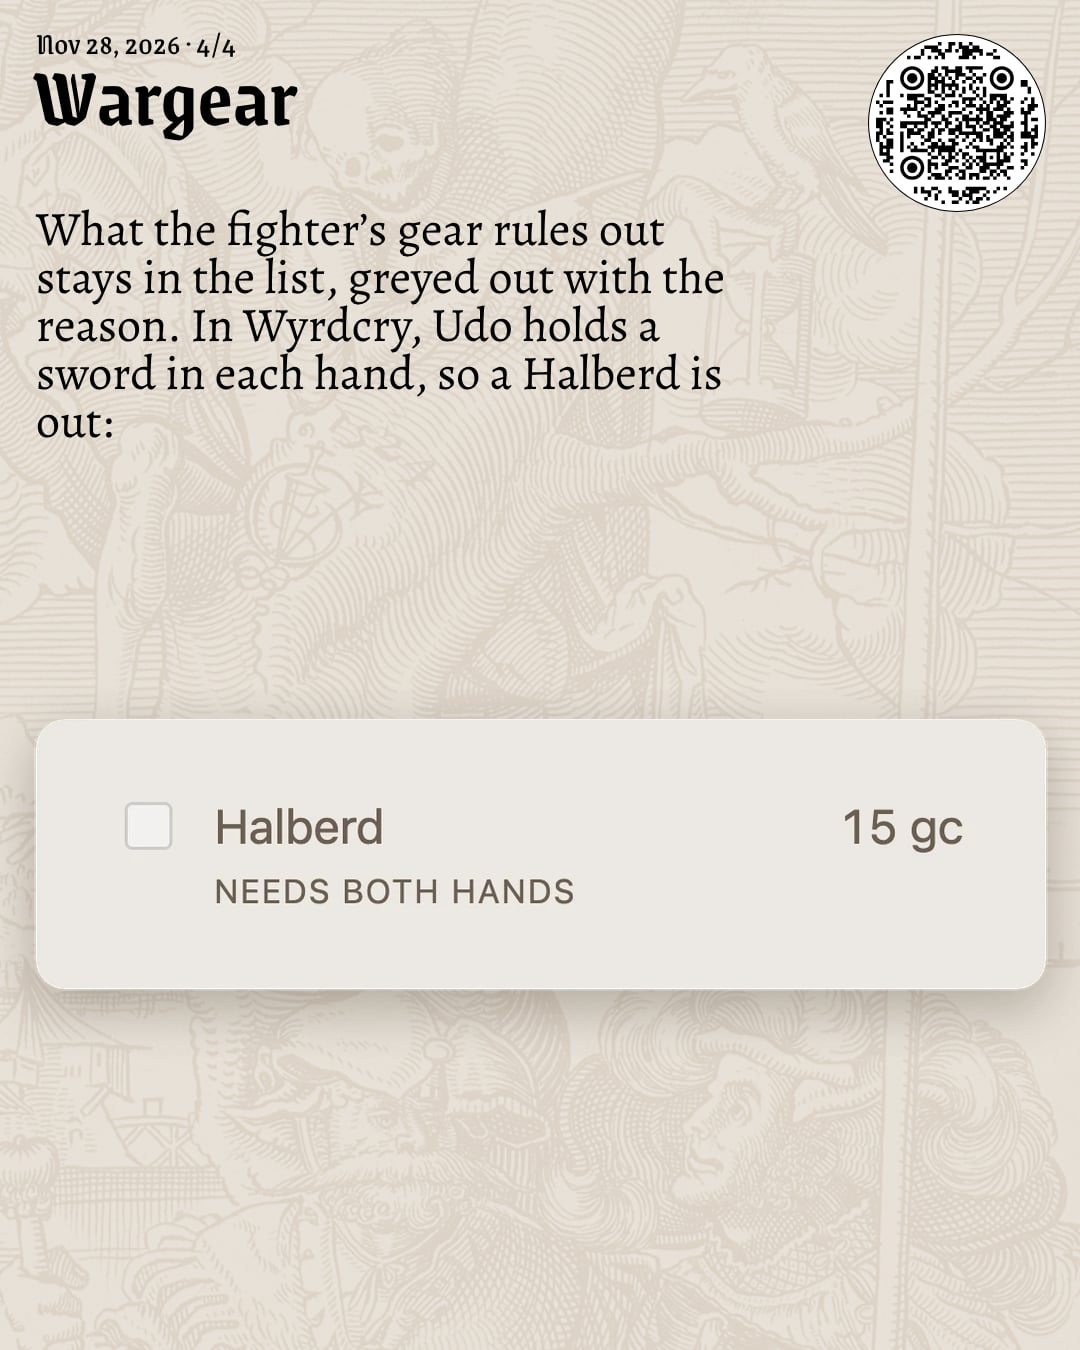 Nov 28, 2026 · 4/4
Wargear
What the fighter’s gear rules out
stays in the list, greyed out with the
reason. In Wyrdcry, Udo holds a
sword in each hand, so a Halberd is
out:
Halberd 15 gc
NEEDS BOTH HANDS